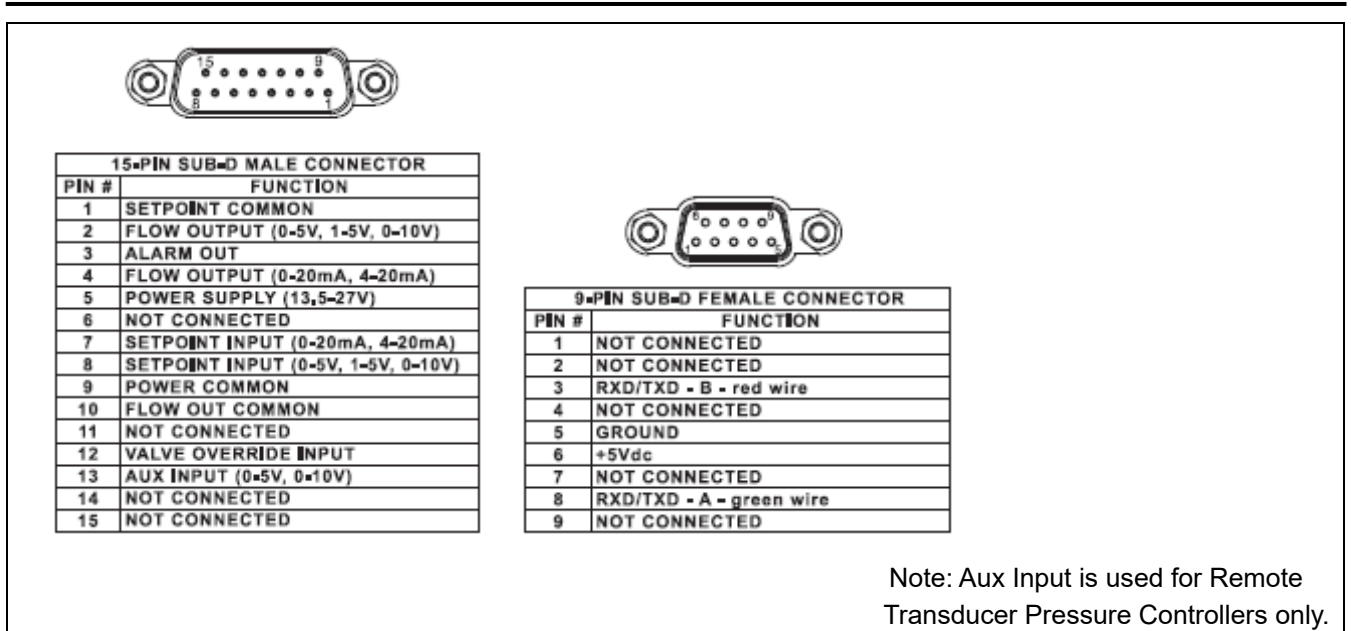 15 9
8 1
15-PIN SUB-D MALE CONNECTOR
PIN # FUNCTION
1 SETPOINT COMMON
2 FLOW OUTPUT (0-5V, 1-5V, 0-10V)
3 ALARM OUT
4 FLOW OUTPUT (0-20mA, 4-20mA)
5 POWER SUPPLY (13,5-27V)
6 NOT CONNECTED
7 SETPOINT INPUT (0-20mA, 4-20mA)
8 SETPOINT INPUT (0-5V, 1-5V, 0-10V)
9 POWER COMMON
10 FLOW OUT COMMON
11 NOT CONNECTED
12 VALVE OVERRIDE INPUT
13 AUX INPUT (0-5V, 0-10V)
14 NOT CONNECTED
15 NOT CONNECTED
6 9
1 5
9-PIN SUB-D FEMALE CONNECTOR
PIN # FUNCTION
1 NOT CONNECTED
2 NOT CONNECTED
3 RXD/TXD - B - red wire
4 NOT CONNECTED
5 GROUND
6 +5Vdc
7 NOT CONNECTED
8 RXD/TXD - A - green wire
9 NOT CONNECTED
Note: Aux Input is used for Remote
Transducer Pressure Controllers only.